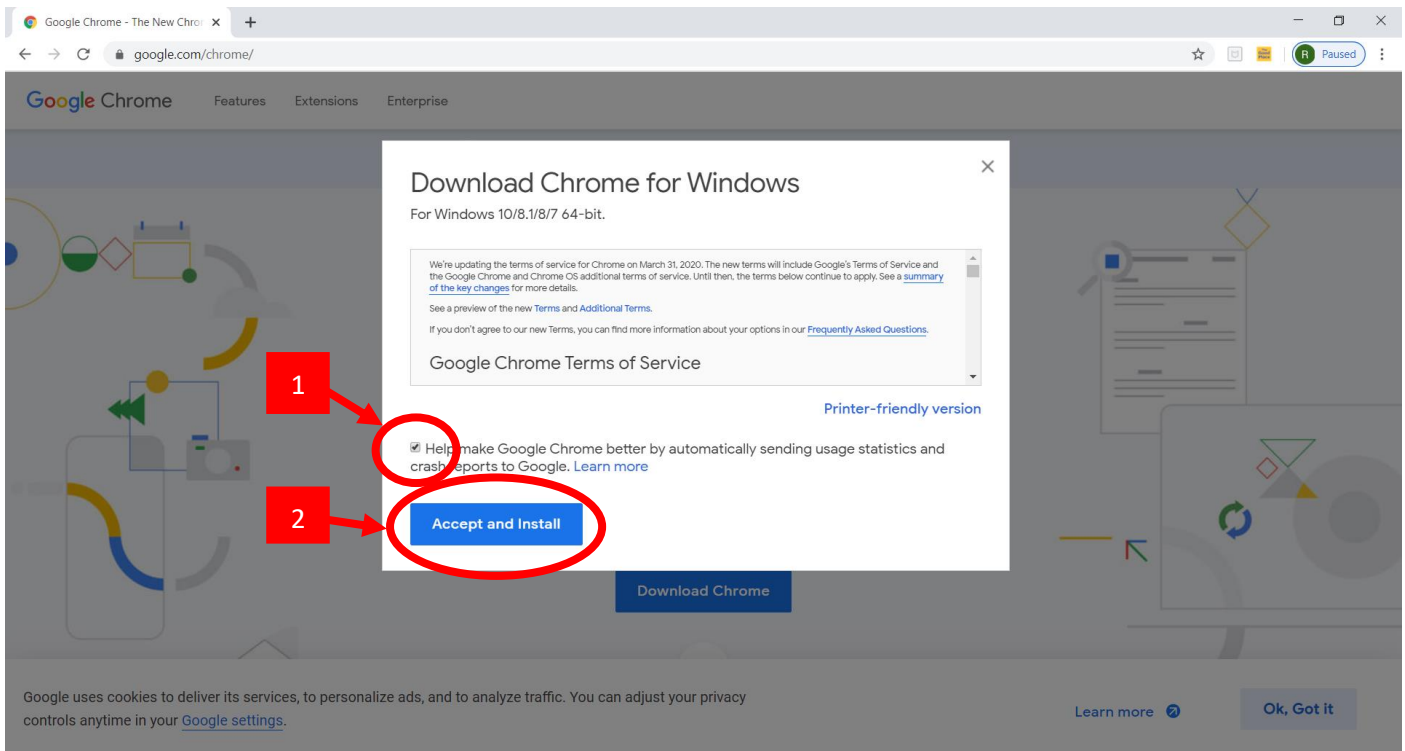 Google Chrome - The New Chro
google.com/chrome/
R Paused
Google Chrome Features Extensions Enterprise
Download Chrome for Windows
For Windows 10/8.1/8/7 64-bit.
We're updating the terms of service for Chrome on March 31, 2020. The new terms will include Google's Terms of Service and
the Google Chrome and Chrome OS additional terms of service. Until then, the terms below continue to apply. See a summary
of the key changes for more details.
See a preview of the new Terms and Additional Terms.
If you don't agree to our new Terms, you can find more information about your options in our Frequently Asked Questions.
Google Chrome Terms of Service
1
Printer-friendly version
Help make Google Chrome better by automatically sending usage statistics and
crash reports to Google. Learn more
2
Accept and Install
Download Chrome
Google uses cookies to deliver its services, to personalize ads, and to analyze traffic. You can adjust your privacy
controls anytime in your Google settings.
Learn more
Ok, Got it